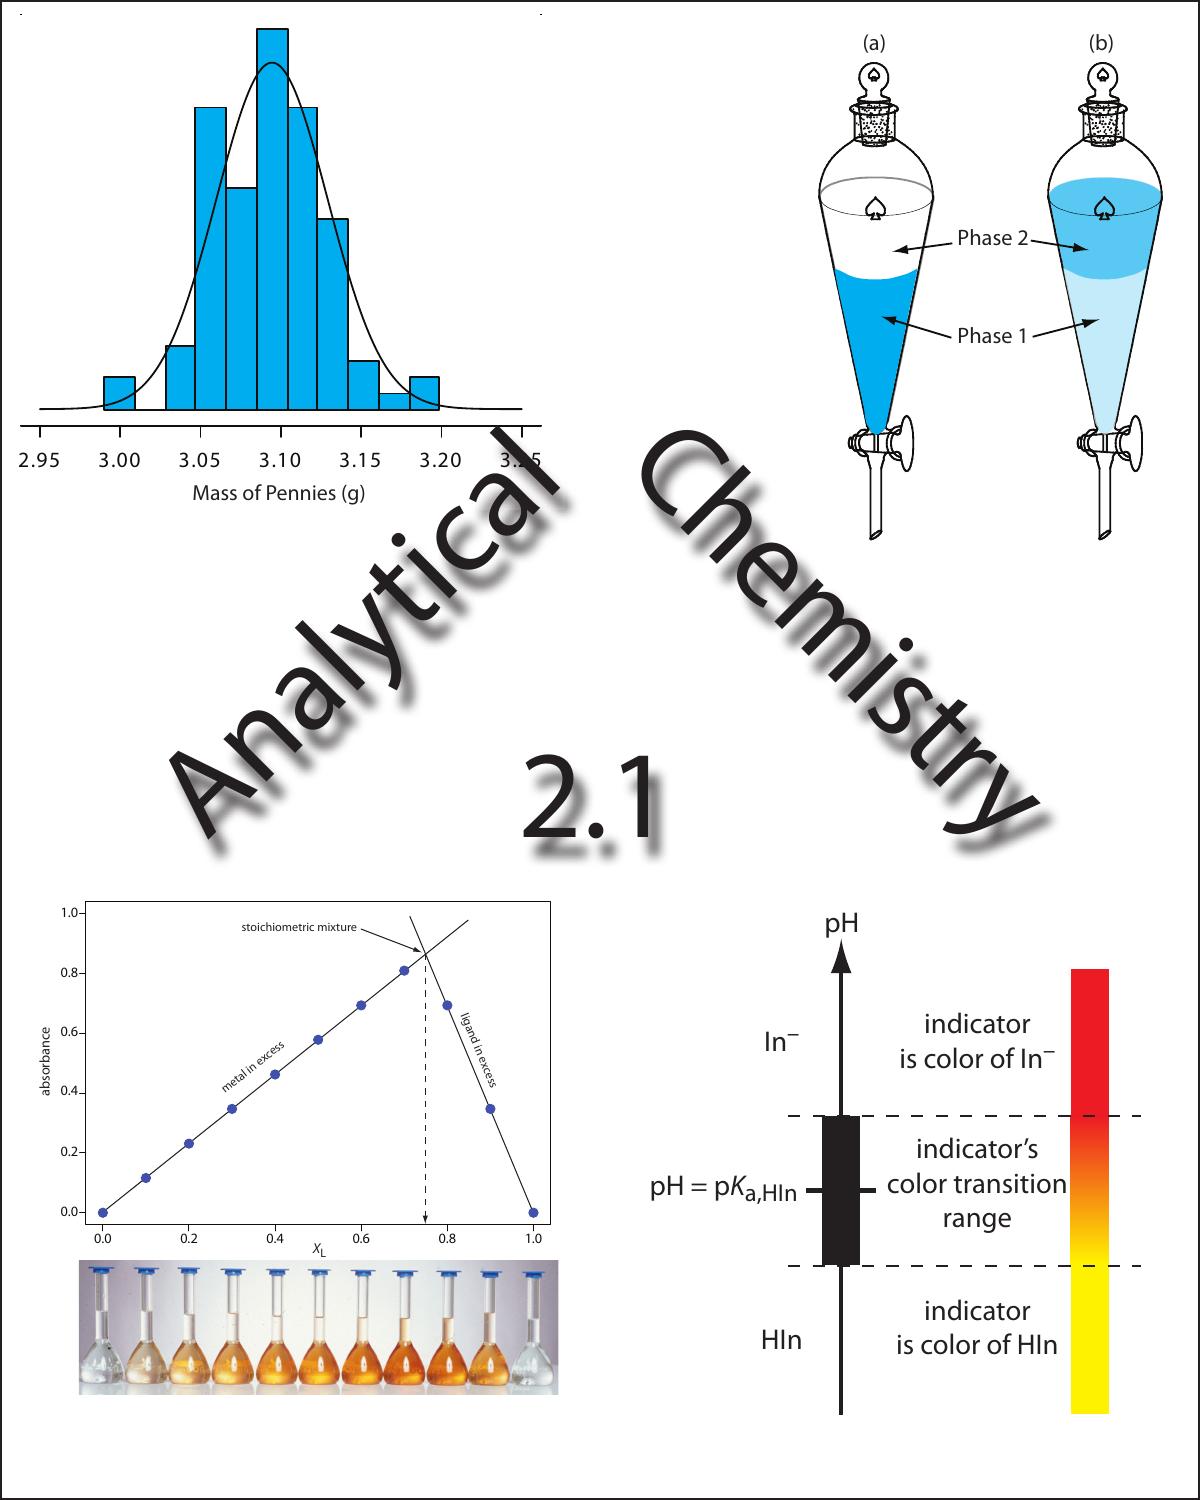 (a)
(b)
Phase 2
Phase 1
2.95 3.00 3.05 3.10 3.15 3.20 3.25
Mass of Pennies (g)
Analytical
Chemistry
2.1
1.0
0.8
0.6
0.4
0.2
0.0
absorbance
stoichiometric mixture
metal in excess
ligand in excess
0.0 0.2 0.4 0.6 0.8 1.0
XL
pH
In–
indicator
is color of In–
pH = pKa,HIn
indicator's
color transition
range
HIn
indicator
is color of HIn